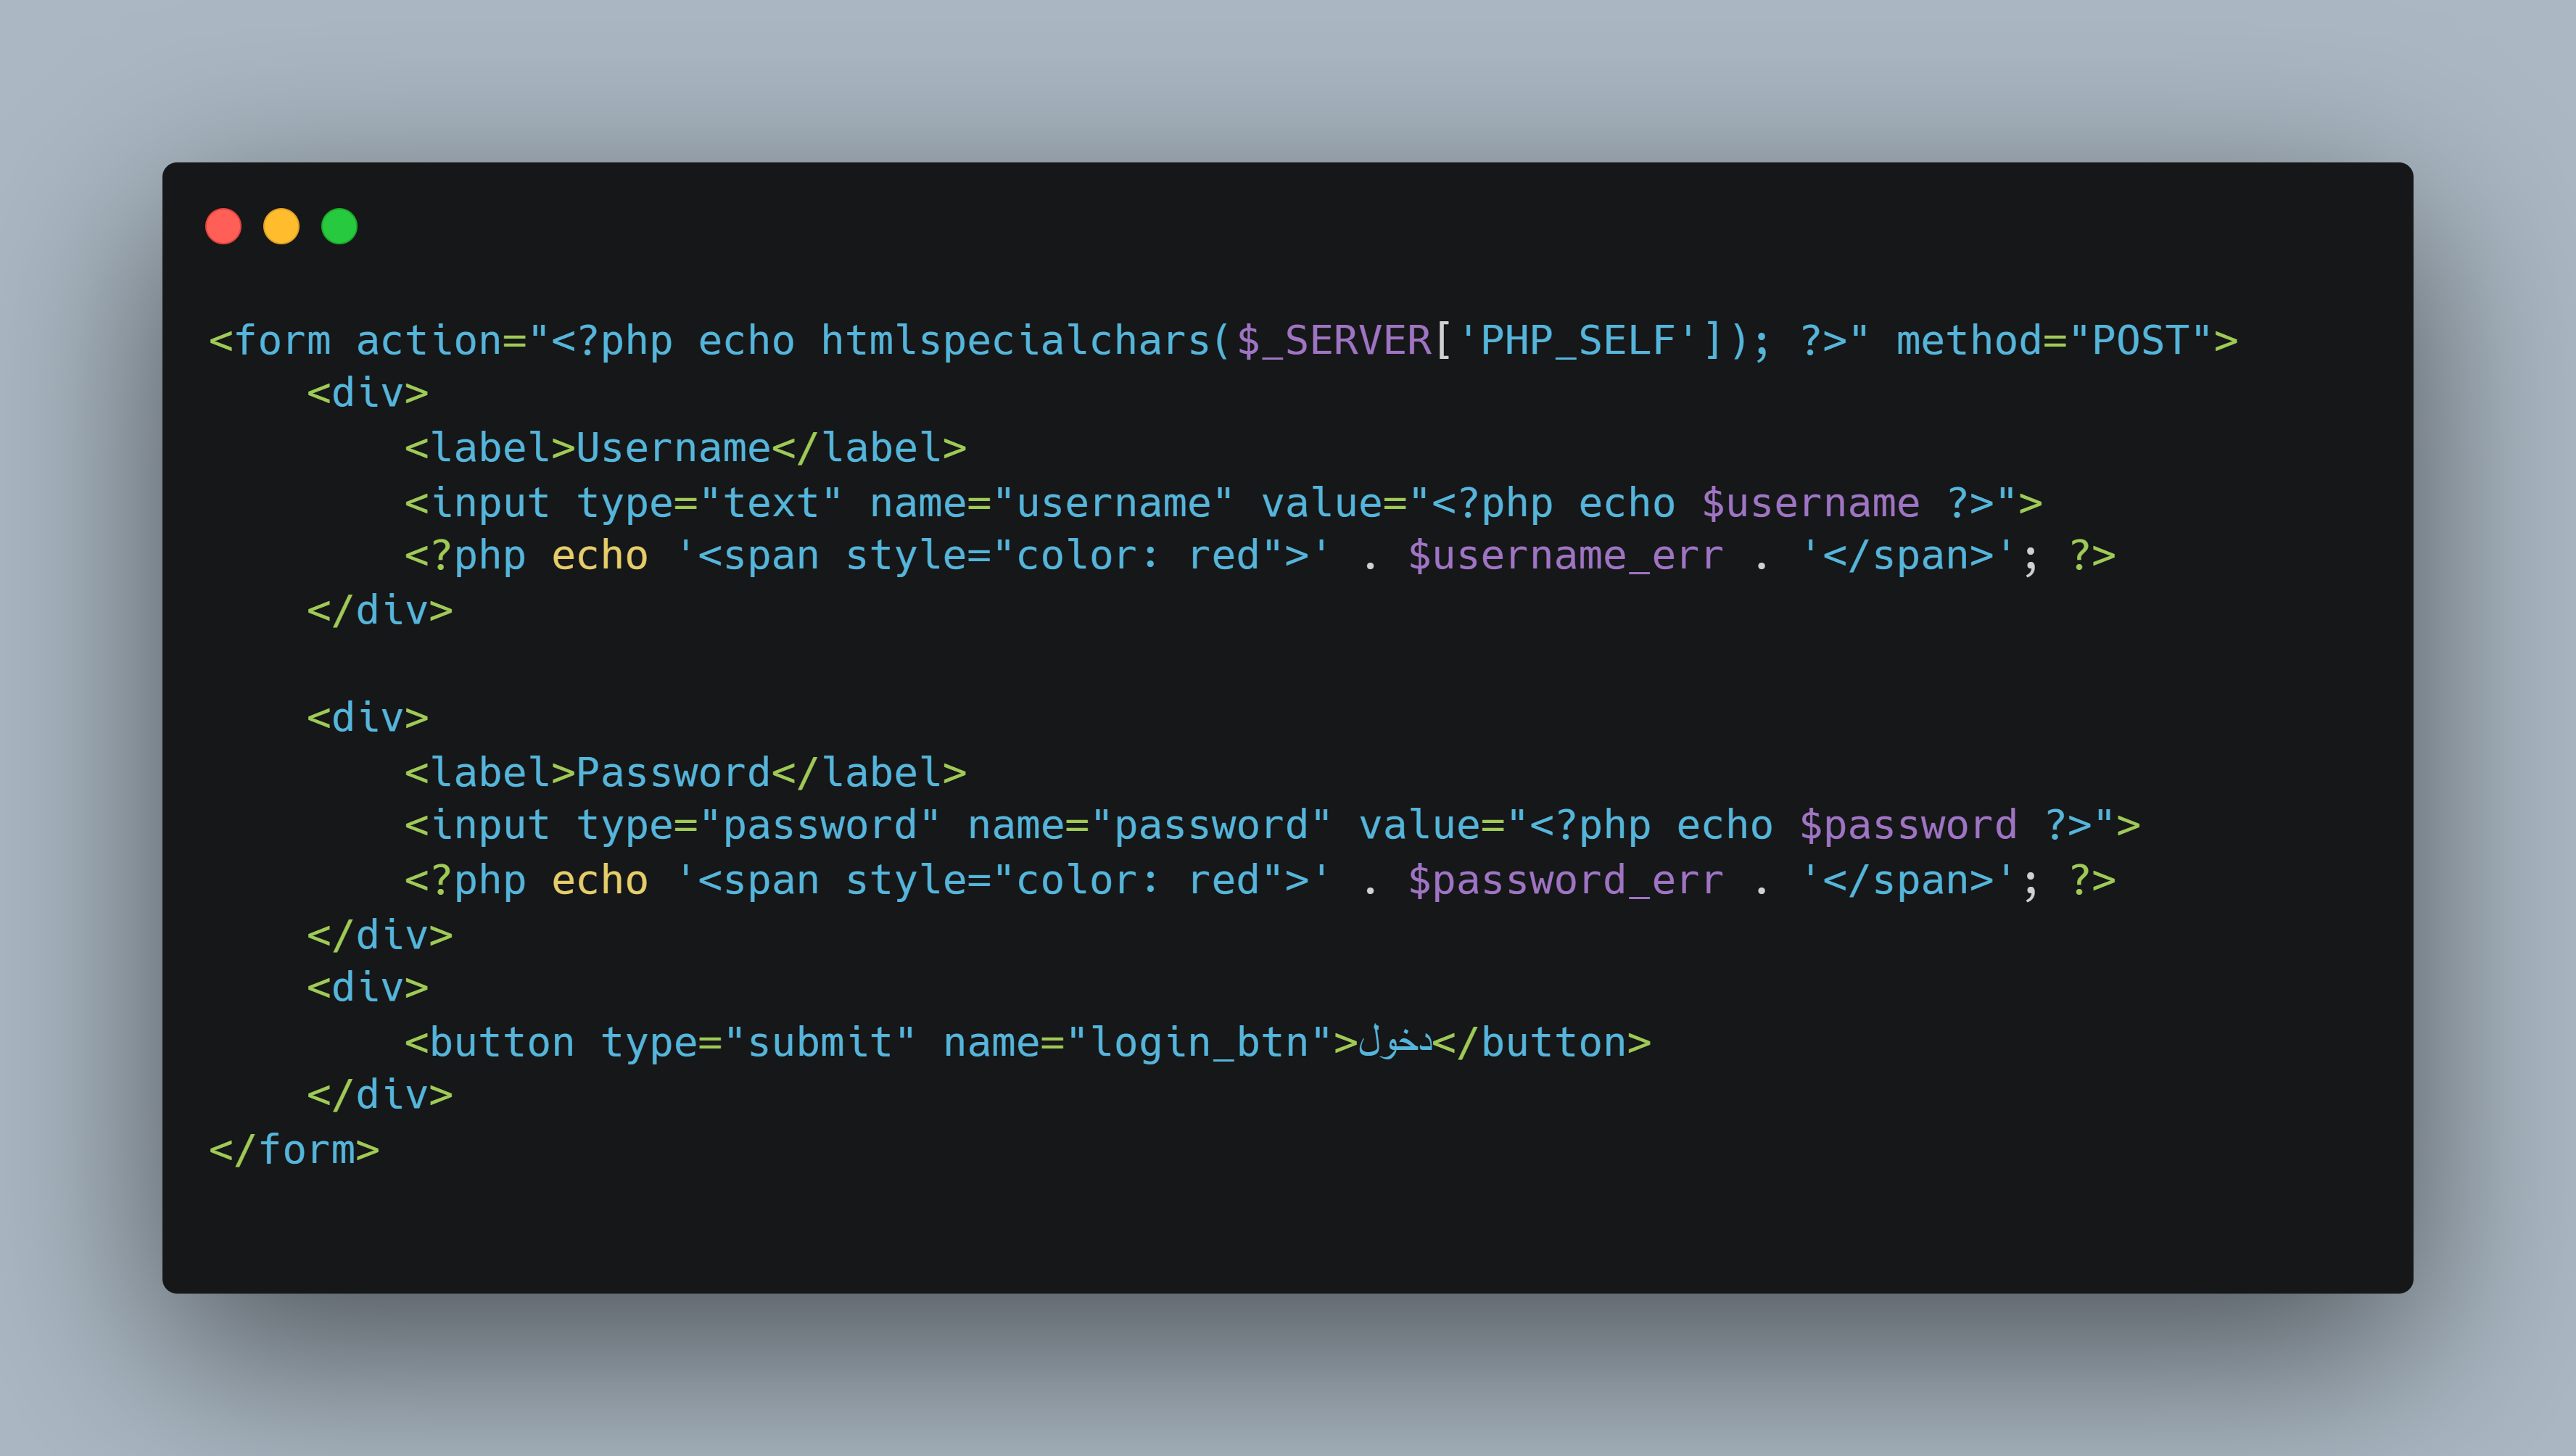 <form action="<?php echo htmlspecialchars($_SERVER['PHP_SELF']); ?>" method="POST">
    <div>
        <label>Username</label>
        <input type="text" name="username" value="<?php echo $username ?>">
        <?php echo '<span style="color: red">' . $username_err . '</span>'; ?>
    </div>

    <div>
        <label>Password</label>
        <input type="password" name="password" value="<?php echo $password ?>">
        <?php echo '<span style="color: red">' . $password_err . '</span>'; ?>
    </div>
    <div>
        <button type="submit" name="login_btn">دخول</button>
    </div>
</form>